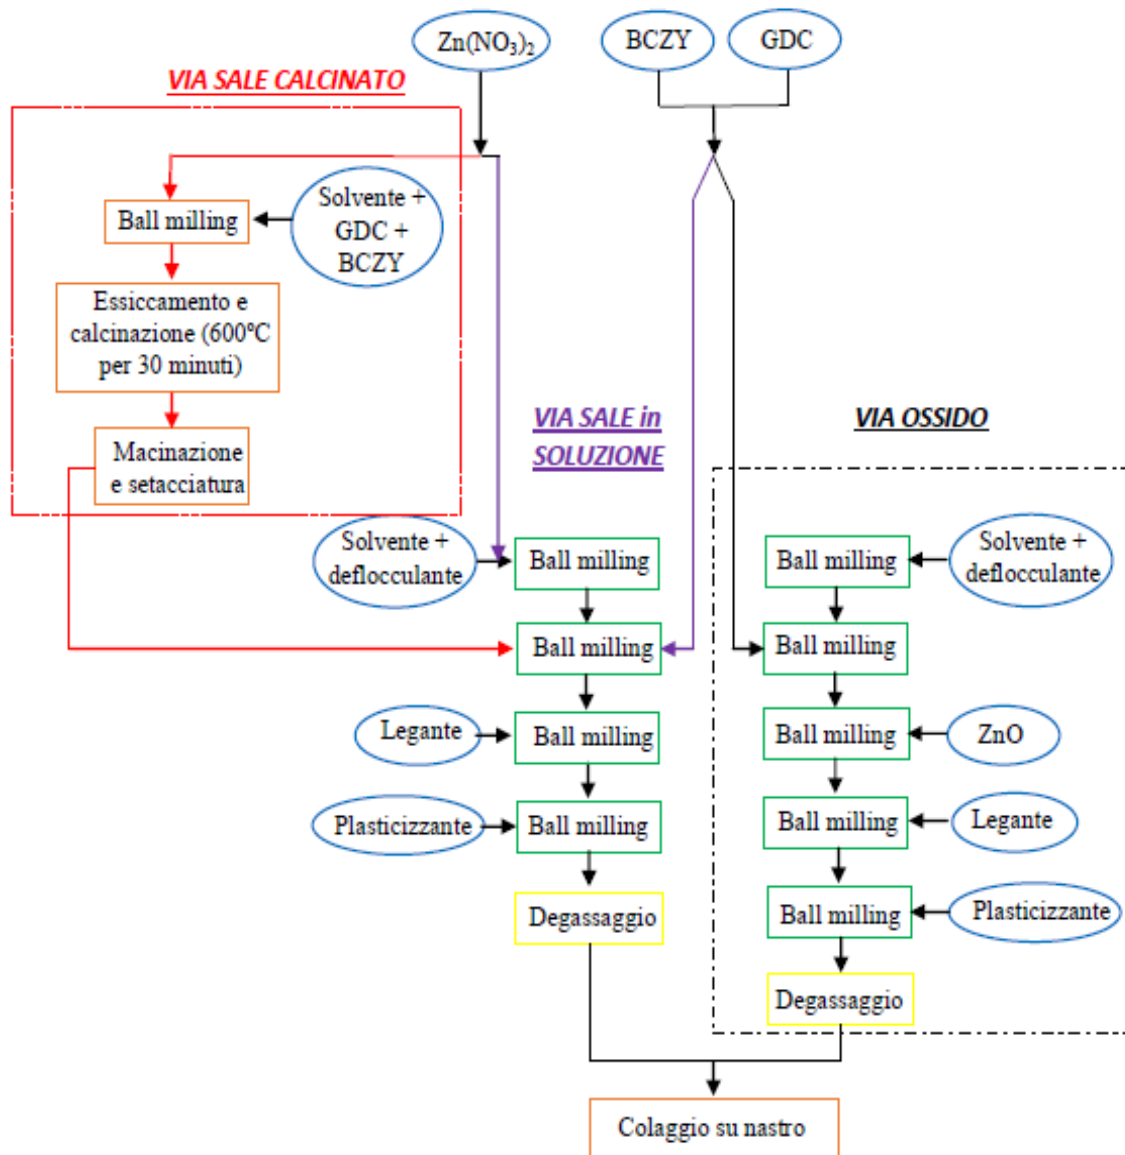 Zn(NO₃)₂
BCZY
GDC
VIA SALE CALCINATO
Solvente +
GDC +
BCZY
Ball milling
Essiccamento e
calcinazione (600°C
per 30 minuti)
Macinazione
e setacciatura
VIA SALE in
SOLUZIONE
VIA OSSIDO
Solvente +
deflocculante
Ball milling
Ball milling
Solvente +
deflocculante
Ball milling
Ball milling
Legante
Ball milling
Ball milling
ZnO
Plasticizzante
Ball milling
Ball milling
Legante
Degassaggio
Ball milling
Plasticizzante
Degassaggio
Colaggio su nastro